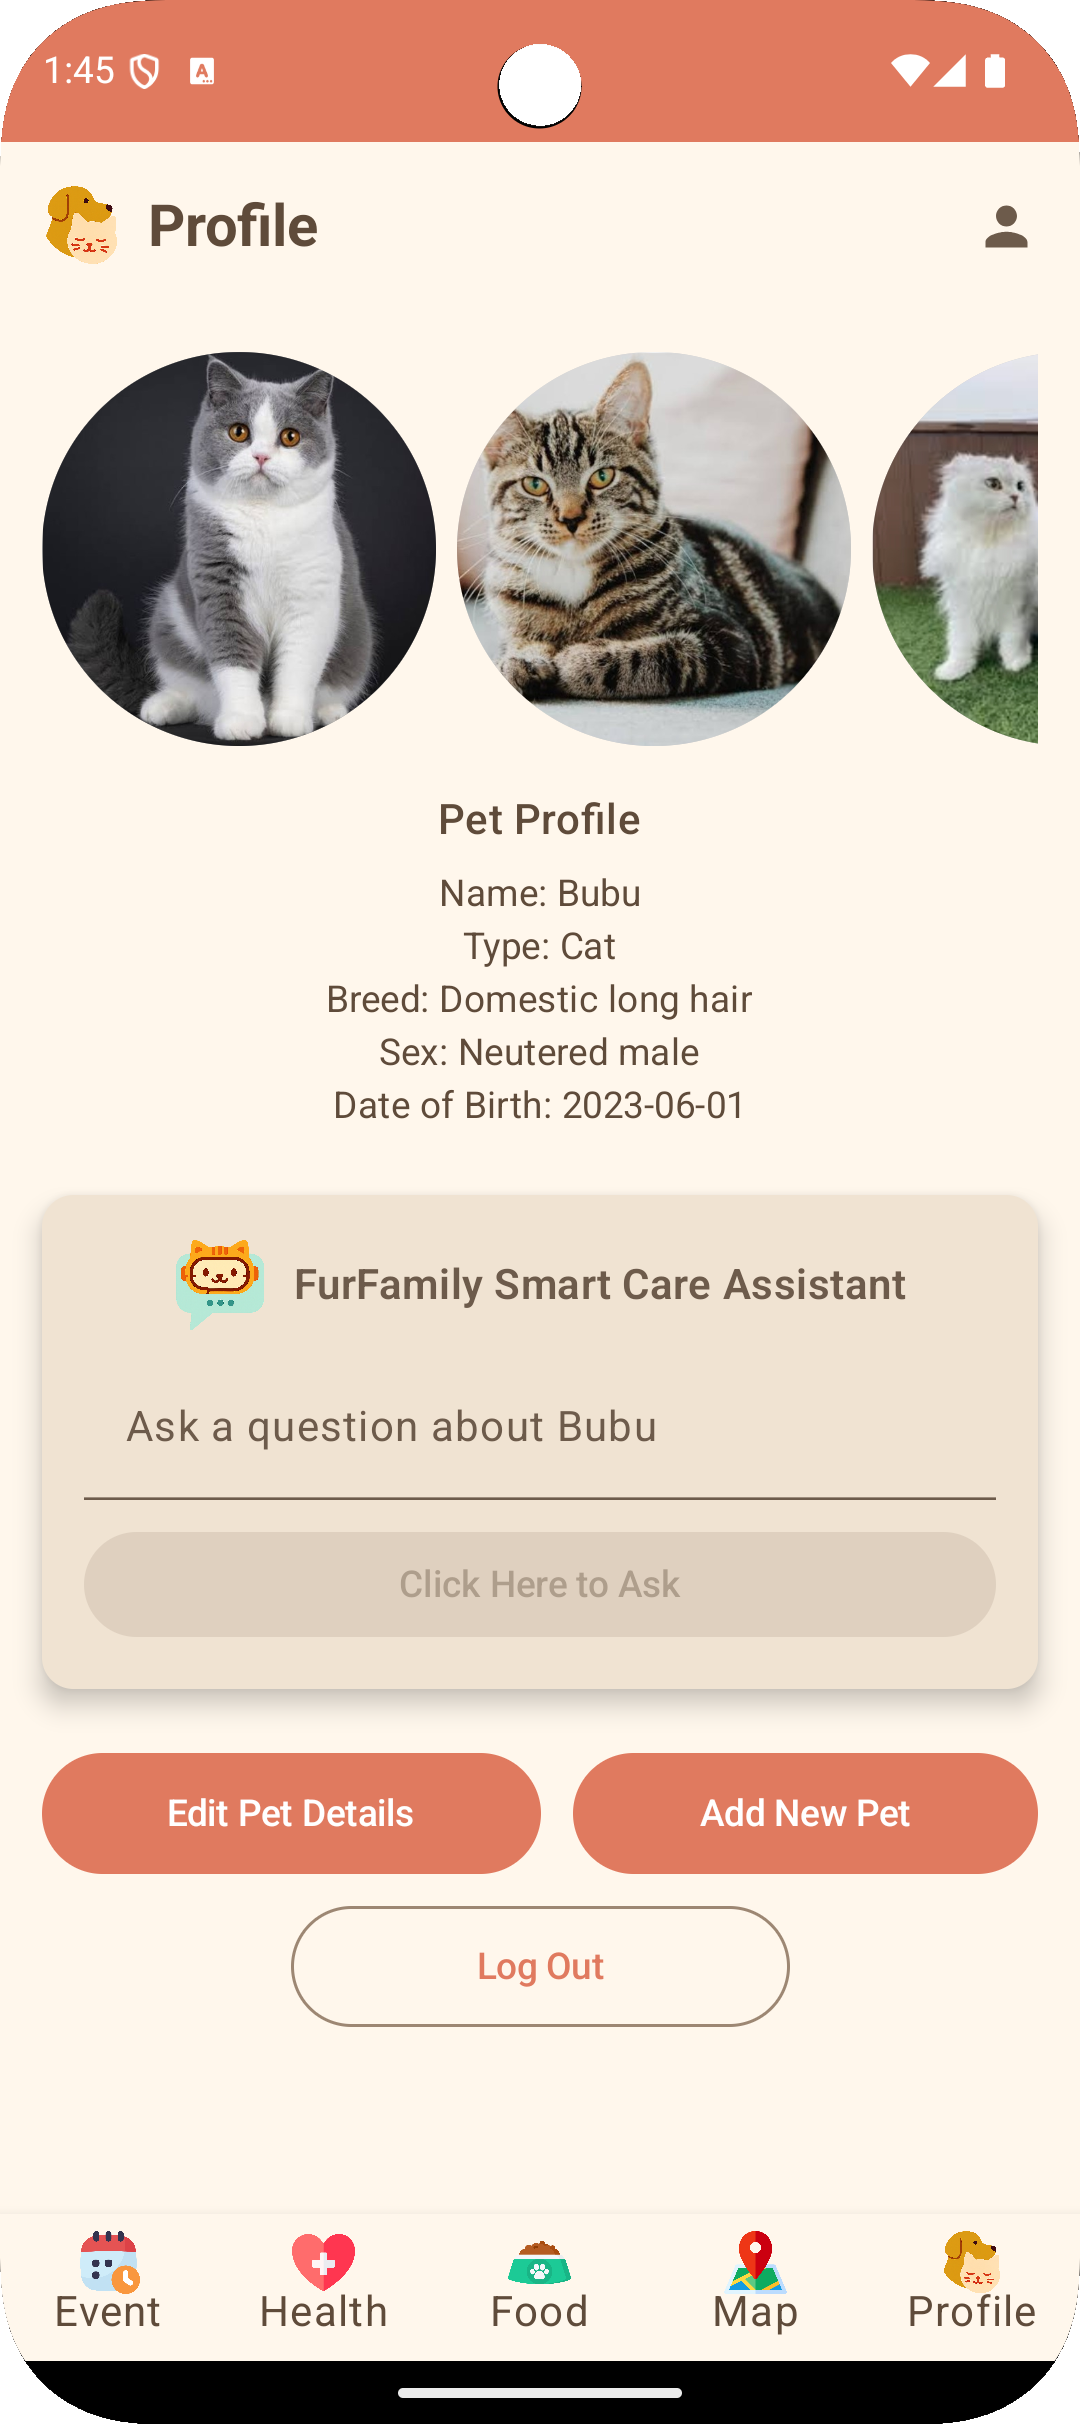 1:45
Profile
Pet Profile
Name: Bubu
Type: Cat
Breed: Domestic long hair
Sex: Neutered male
Date of Birth: 2023-06-01
FurFamily Smart Care Assistant
Ask a question about Bubu
Click Here to Ask
Edit Pet Details Add New Pet
Log Out
Event Health Food Map Profile